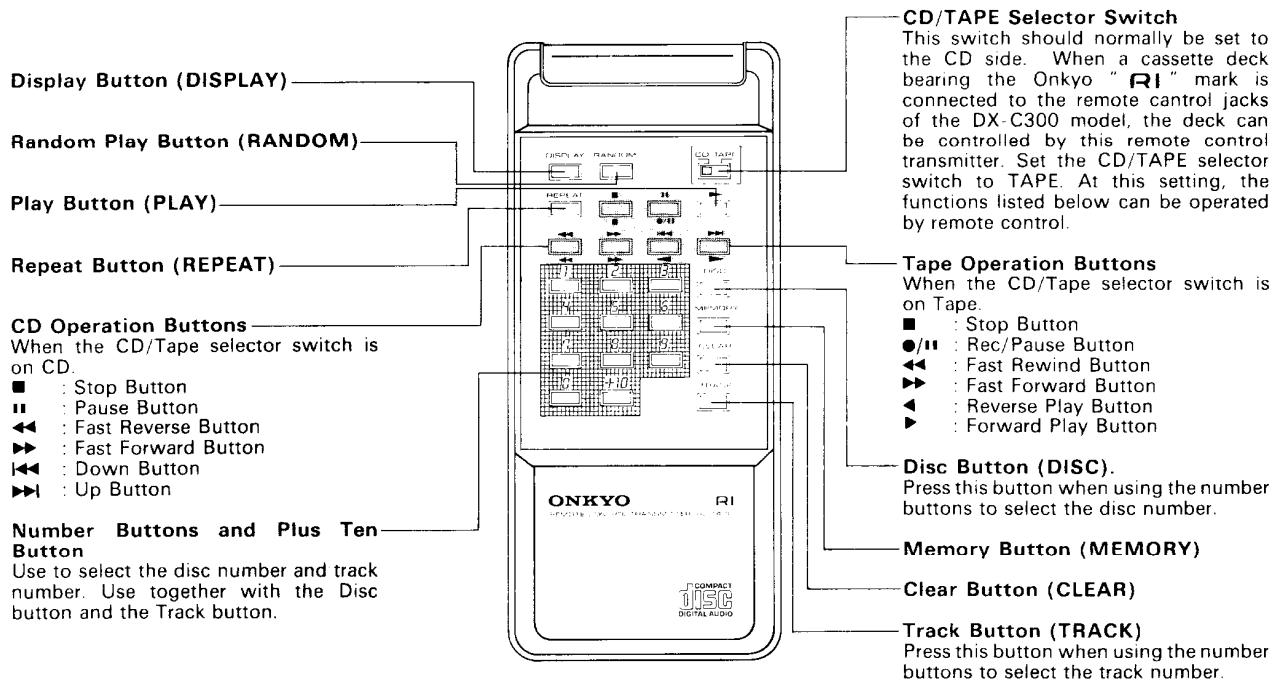 Display Button (DISPLAY)
Random Play Button (RANDOM)
Play Button (PLAY)
Repeat Button (REPEAT)
CD Operation Buttons
When the CD/Tape selector switch is
on CD.
■ : Stop Button
▮▮ : Pause Button
◀◀ : Fast Reverse Button
▶▶ : Fast Forward Button
|◀◀ : Down Button
▶▶| : Up Button
Number Buttons and Plus Ten
Button
Use to select the disc number and track
number. Use together with the Disc
button and the Track button.
DISPLAY RANDOM CD TAPE
REPEAT ■ ▮▮ ▶
■ ●/▮▮
◀◀ ▶▶ |◀◀ ▶▶|
◀◀ ▶▶ ◀ ▶
1 2 3 DISC
4 5 6 MEMORY
7 8 9 CLEAR
0 +10 TRACK
ONKYO RI
REMOTE CONTROL TRANSMITTER
COMPACT
disc
DIGITAL AUDIO
CD/TAPE Selector Switch
This switch should normally be set to
the CD side. When a cassette deck
bearing the Onkyo " RI " mark is
connected to the remote cantrol jacks
of the DX-C300 model, the deck can
be controlled by this remote control
transmitter. Set the CD/TAPE selector
switch to TAPE. At this setting, the
functions listed below can be operated
by remote control.
Tape Operation Buttons
When the CD/Tape selector switch is
on Tape.
■ : Stop Button
●/▮▮ : Rec/Pause Button
◀◀ : Fast Rewind Button
▶▶ : Fast Forward Button
◀ : Reverse Play Button
▶ : Forward Play Button
Disc Button (DISC).
Press this button when using the number
buttons to select the disc number.
Memory Button (MEMORY)
Clear Button (CLEAR)
Track Button (TRACK)
Press this button when using the number
buttons to select the track number.